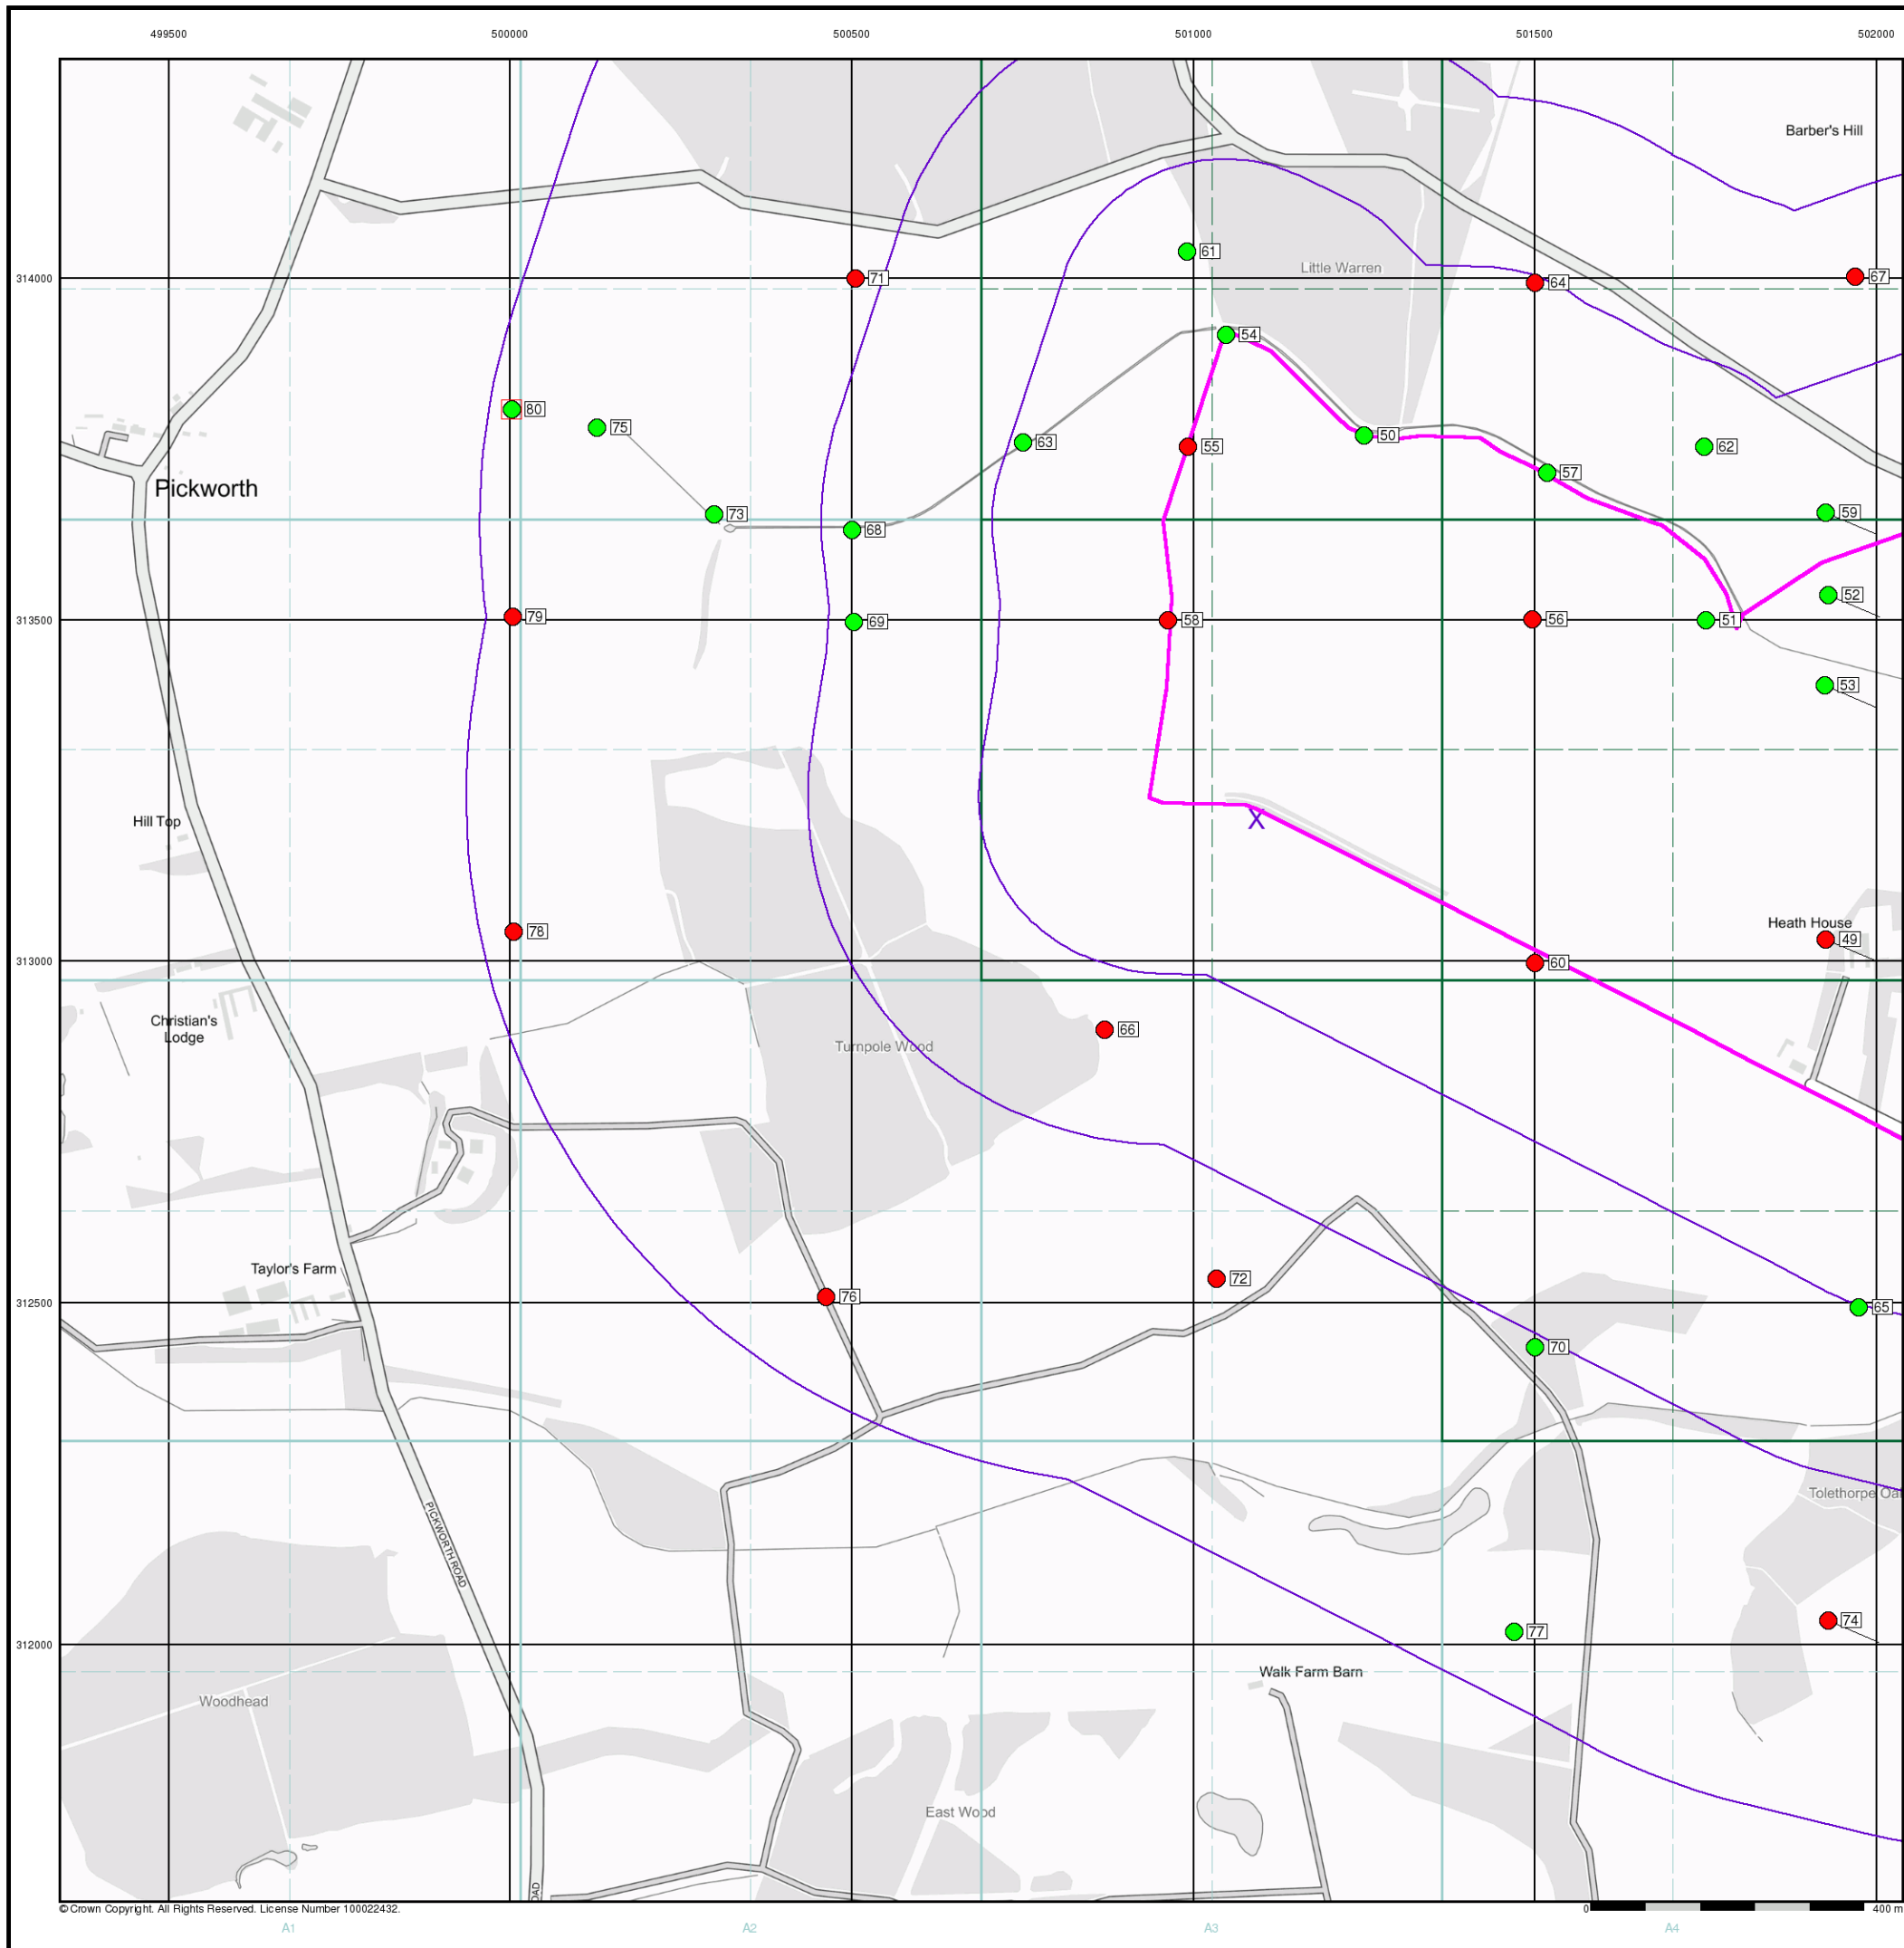 499500 500000 500500 501000 501500 502000
Barber's Hill
61
Little Warren
314000
71
64
67
54
80
75
50
63
55
62
57
Pickworth
73
59
68
52
313500
79
69
58
56
51
53
Hill Top
X
Heath House
78
49
313000
60
Christian's
Lodge
66
Turnpole Wood
Taylor's Farm
72
312500
76
65
70
Tolethorpe Oa
PICKWORTH ROAD
74
77
312000
Walk Farm Barn
Woodhead
East Wood
OAD
© Crown Copyright. All Rights Reserved. License Number 100022432.
0 400 m
A1 A2 A3 A4